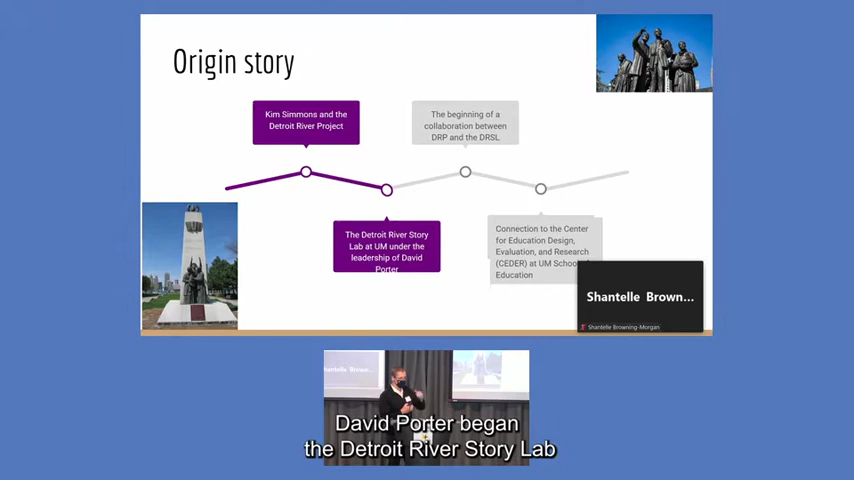 Origin story
Kim Simmons and the
Detroit River Project
The beginning of a
collaboration between
DRP and the DRSL
The Detroit River Story
Lab at UM under the
leadership of David
Porter
Connection to the Center
for Education Design,
Evaluation, and Research
(CEDER) at UM School
Education
Shantelle Brown...
Shantelle Browning-Morgan
Shantelle Browne...
David Porter began
the Detroit River Story Lab